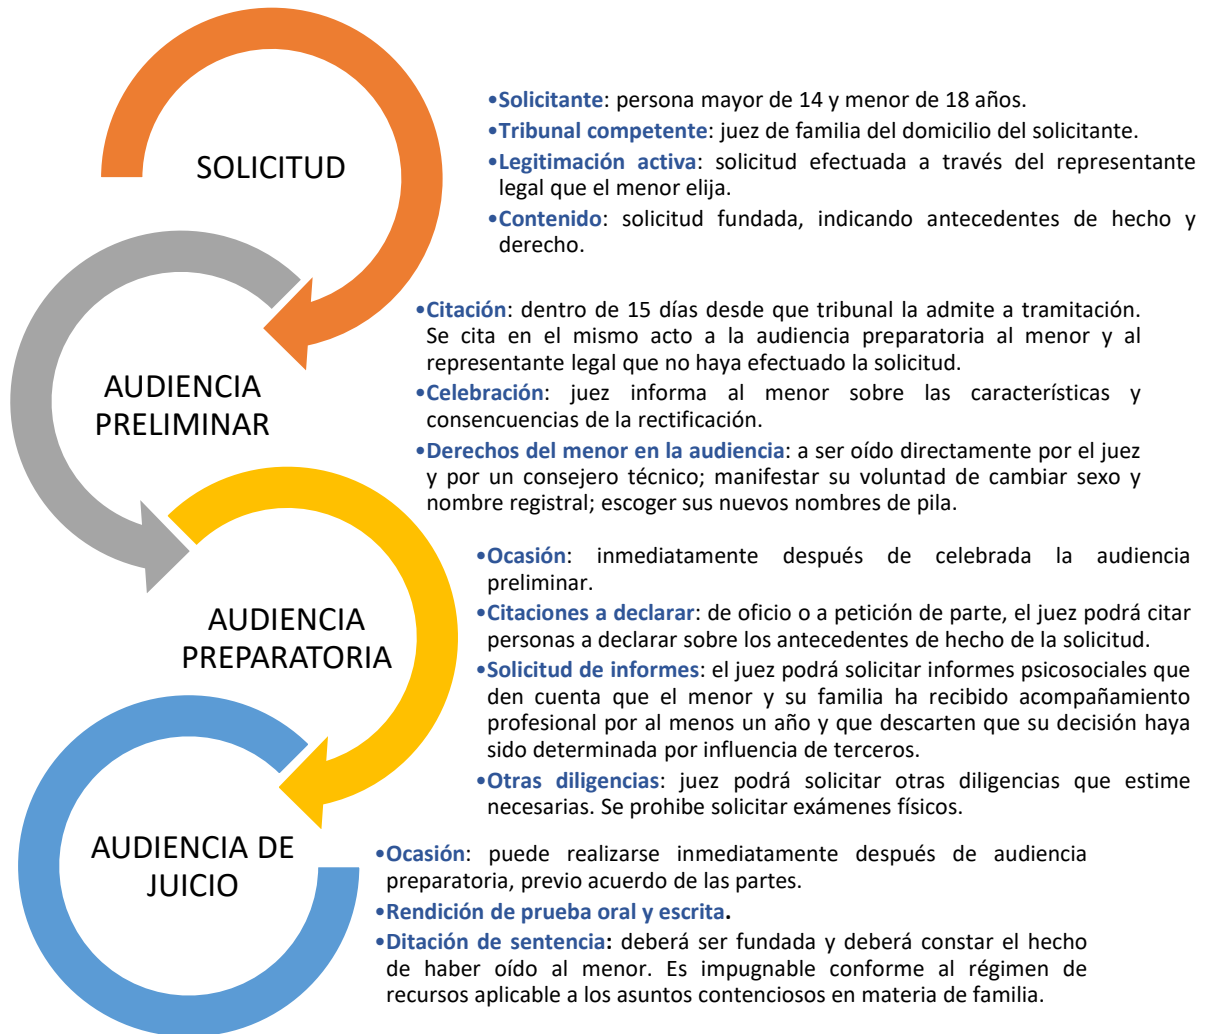 SOLICITUD
•Solicitante: persona mayor de 14 y menor de 18 años.
•Tribunal competente: juez de familia del domicilio del solicitante.
•Legitimación activa: solicitud efectuada a través del representante
legal que el menor elija.
•Contenido: solicitud fundada, indicando antecedentes de hecho y
derecho.
AUDIENCIA
PRELIMINAR
•Citación: dentro de 15 días desde que tribunal la admite a tramitación.
Se cita en el mismo acto a la audiencia preparatoria al menor y al
representante legal que no haya efectuado la solicitud.
•Celebración: juez informa al menor sobre las características y
consencuencias de la rectificación.
•Derechos del menor en la audiencia: a ser oído directamente por el juez
y por un consejero técnico; manifestar su voluntad de cambiar sexo y
nombre registral; escoger sus nuevos nombres de pila.
AUDIENCIA
PREPARATORIA
•Ocasión: inmediatamente después de celebrada la audiencia
preliminar.
•Citaciones a declarar: de oficio o a petición de parte, el juez podrá citar
personas a declarar sobre los antecedentes de hecho de la solicitud.
•Solicitud de informes: el juez podrá solicitar informes psicosociales que
den cuenta que el menor y su familia ha recibido acompañamiento
profesional por al menos un año y que descarten que su decisión haya
sido determinada por influencia de terceros.
•Otras diligencias: juez podrá solicitar otras diligencias que estime
necesarias. Se prohibe solicitar exámenes físicos.
AUDIENCIA DE
JUICIO
•Ocasión: puede realizarse inmediatamente después de audiencia
preparatoria, previo acuerdo de las partes.
•Rendición de prueba oral y escrita.
•Ditación de sentencia: deberá ser fundada y deberá constar el hecho
de haber oído al menor. Es impugnable conforme al régimen de
recursos aplicable a los asuntos contenciosos en materia de familia.